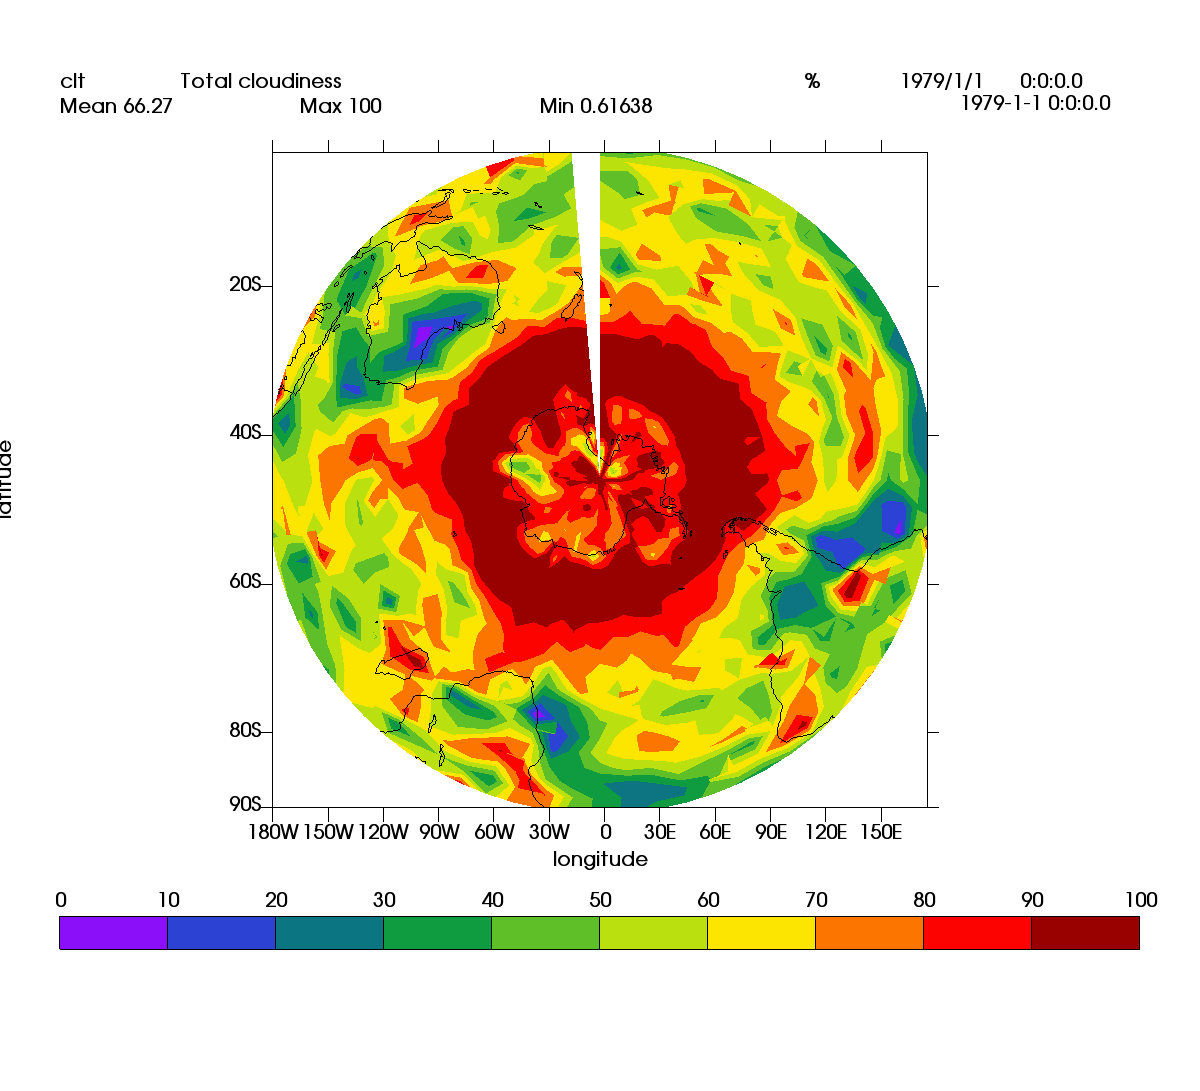 clt Total cloudiness % 1979/1/1 0:0:0.0
Mean 66.27 Max 100 Min 0.61638 1979-1-1 0:0:0.0
20S
40S
latitude
60S
80S
90S
180W 150W 120W 90W 60W 30W 0 30E 60E 90E 120E 150E
longitude
0 10 20 30 40 50 60 70 80 90 100